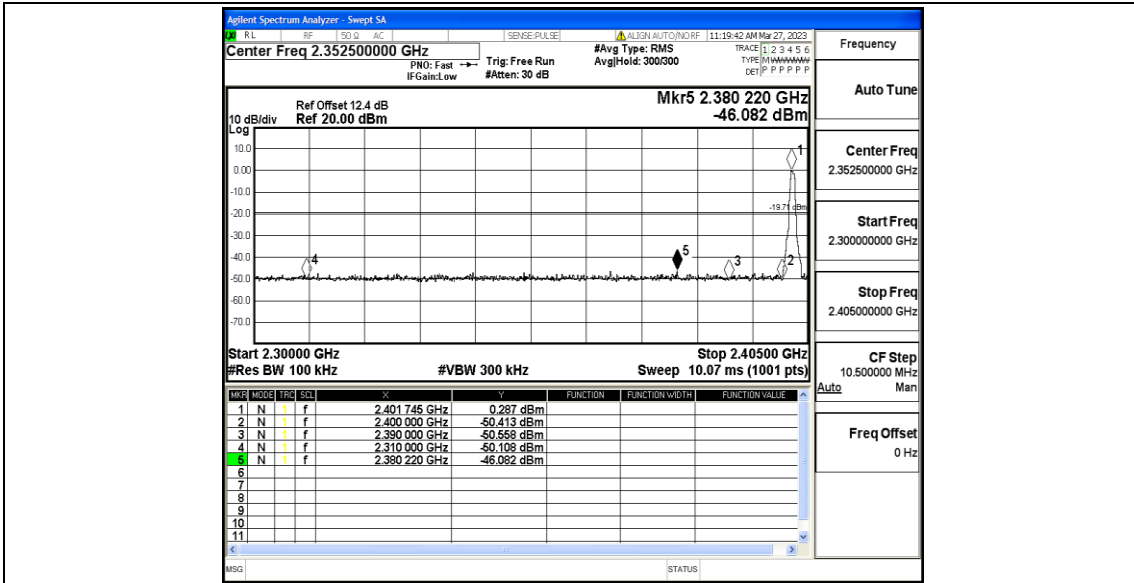 Agilent Spectrum Analyzer - Swept SA
RL RF 50 Ω AC SENSE:PULSE ALIGN AUTO/NO RF 11:19:42 AM Mar 27, 2023
Center Freq 2.352500000 GHz
PNO: Fast
IFGain:Low
Trig: Free Run
#Atten: 30 dB
#Avg Type: RMS
Avg|Hold: 300/300
TRACE 1 2 3 4 5 6
TYPE M
DET P P P P P P
Ref Offset 12.4 dB
Ref 20.00 dBm
10 dB/div
Log
Mkr5 2.380 220 GHz
-46.082 dBm
10.0
0.00
-10.0
-20.0
-30.0
-40.0
-50.0
-60.0
-70.0
1
-19.71 dBm
4
5
3
2
Start 2.30000 GHz Stop 2.40500 GHz
#Res BW 100 kHz #VBW 300 kHz Sweep 10.07 ms (1001 pts)
MKR MODE TRC SCL X Y FUNCTION FUNCTION WIDTH FUNCTION VALUE
1 N 1 f 2.401 745 GHz 0.287 dBm
2 N 1 f 2.400 000 GHz -50.413 dBm
3 N 1 f 2.390 000 GHz -50.558 dBm
4 N 1 f 2.310 000 GHz -50.108 dBm
5 N 1 f 2.380 220 GHz -46.082 dBm
6
7
8
9
10
11
MSG STATUS
Frequency
Auto Tune
Center Freq
2.352500000 GHz
Start Freq
2.300000000 GHz
Stop Freq
2.405000000 GHz
CF Step
10.500000 MHz
Auto Man
Freq Offset
0 Hz